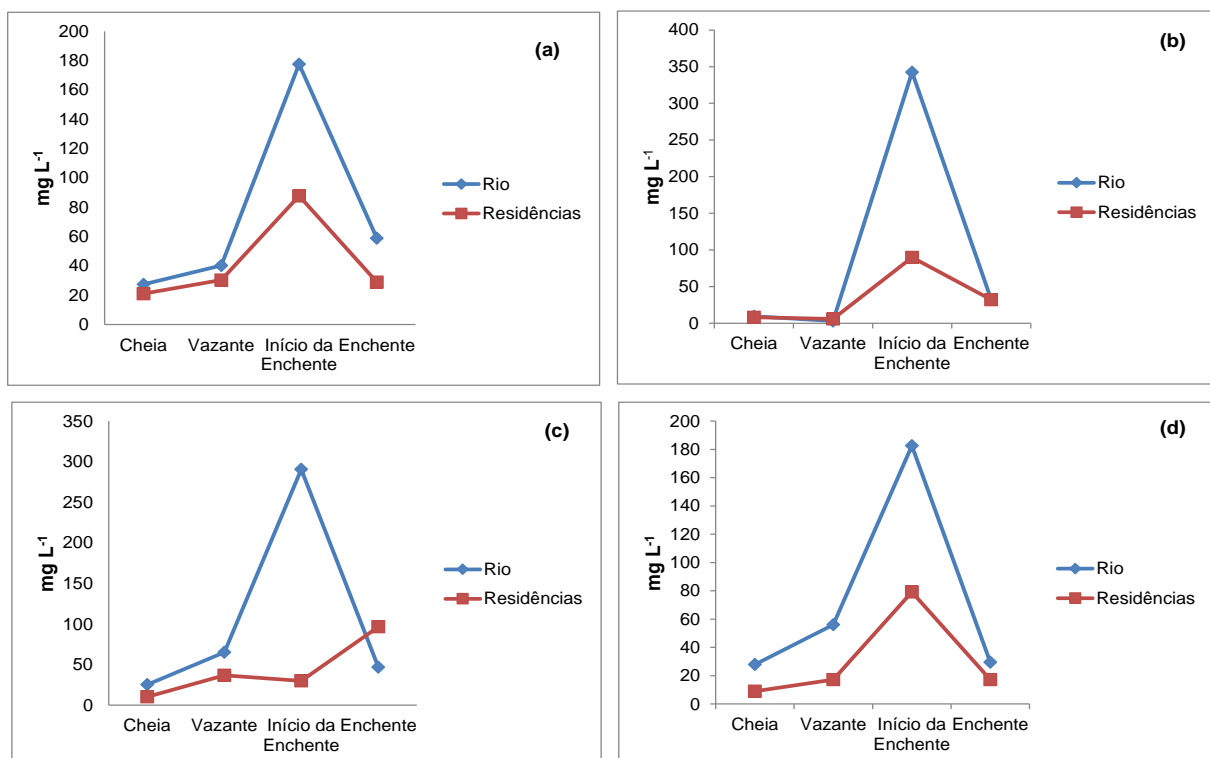 (a)
200
180
160
140
120
100
80
60
40
20
0
mg L-1
Cheia Vazante Início da Enchente
Enchente
Rio
Residências
(b)
400
350
300
250
200
150
100
50
0
mg L-1
Cheia Vazante Início da Enchente
Enchente
Rio
Residências
(c)
350
300
250
200
150
100
50
0
mg L-1
Cheia Vazante Início da Enchente
Enchente
Rio
Residências
(d)
200
180
160
140
120
100
80
60
40
20
0
mg L-1
Cheia Vazante Início da Enchente
Enchente
Rio
Residências